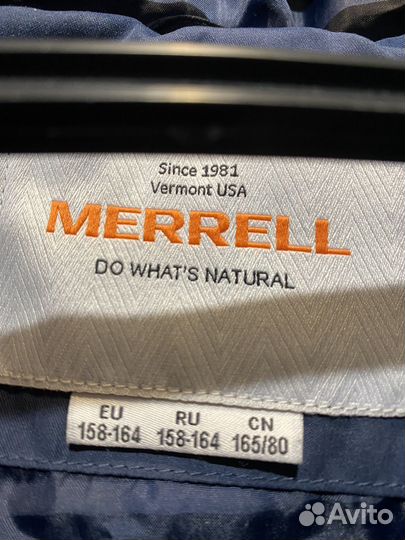 Since 1981
Vermont USA
MERRELL
DO WHAT'S NATURAL
EU RU CN
158-164 158-164 165/80
Avito